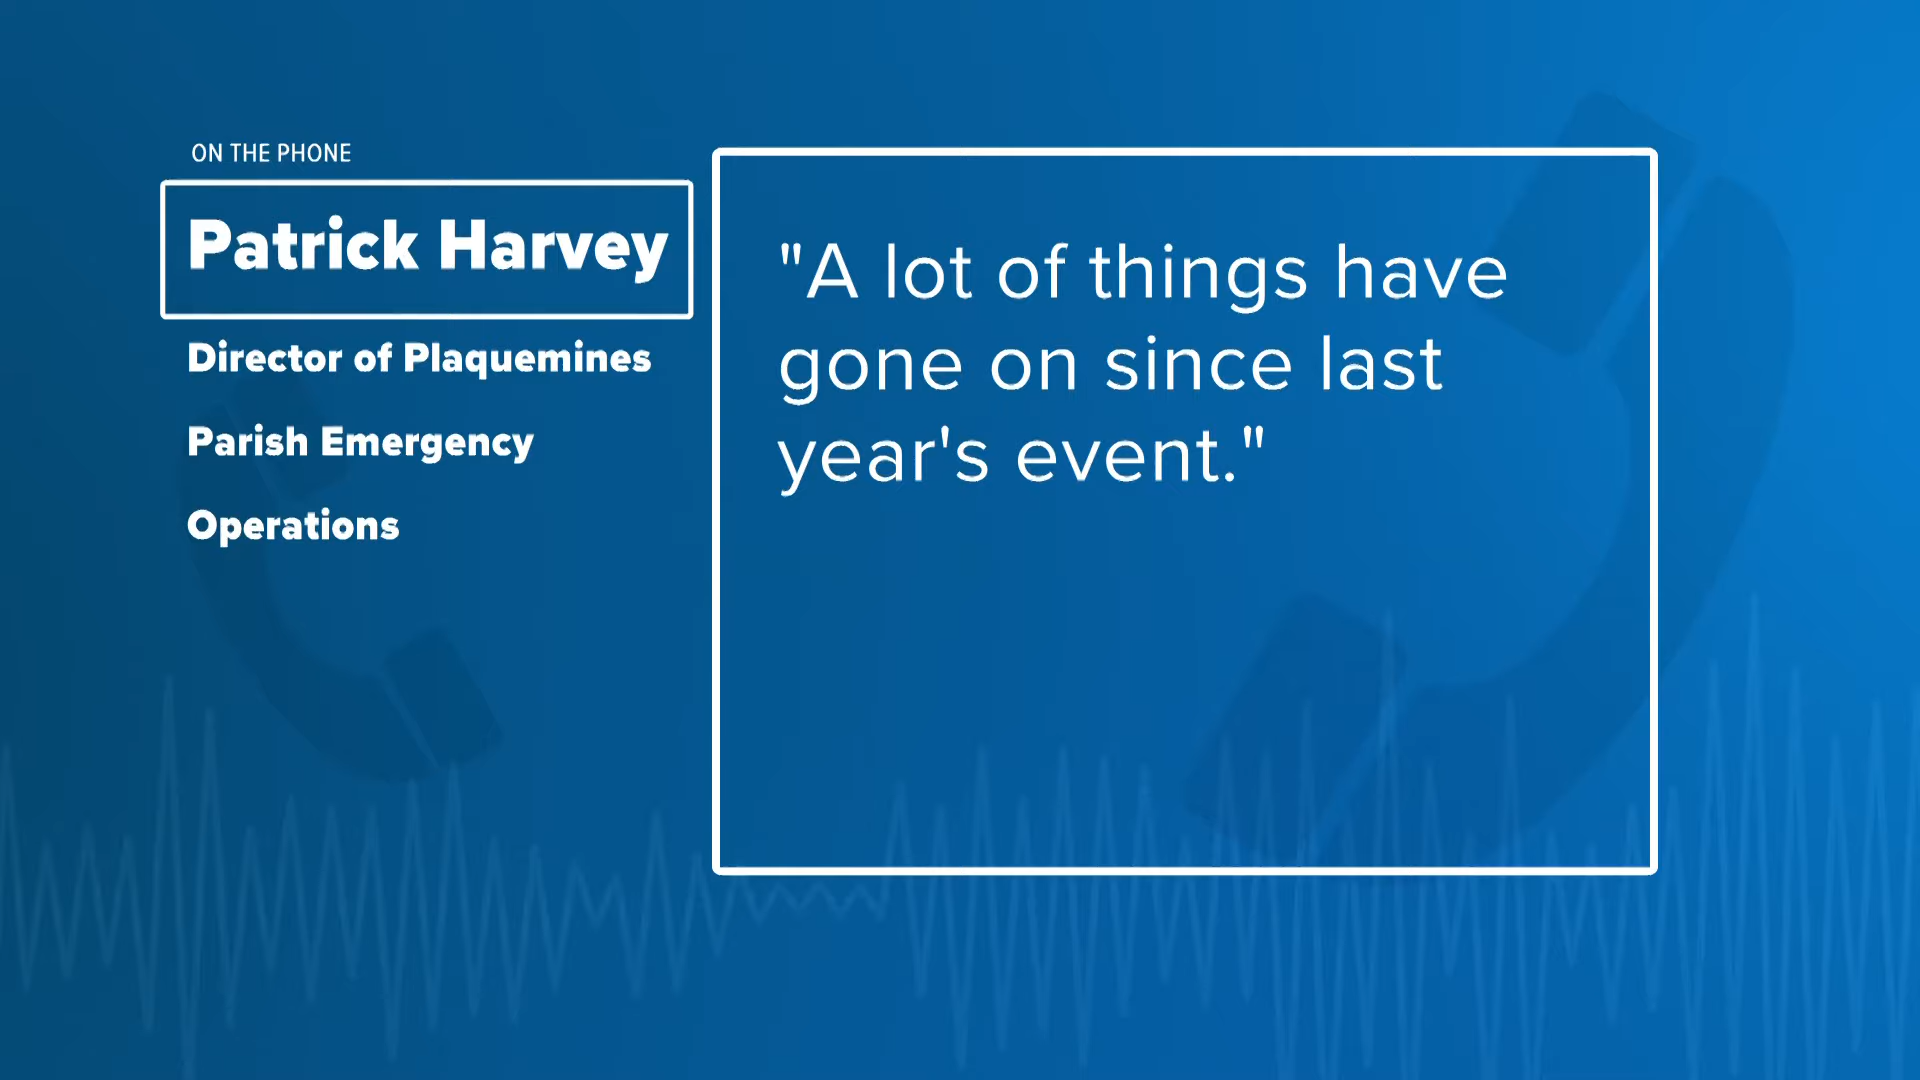 ON THE PHONE
Patrick Harvey
Director of Plaquemines
Parish Emergency
Operations
"A lot of things have
gone on since last
year's event."